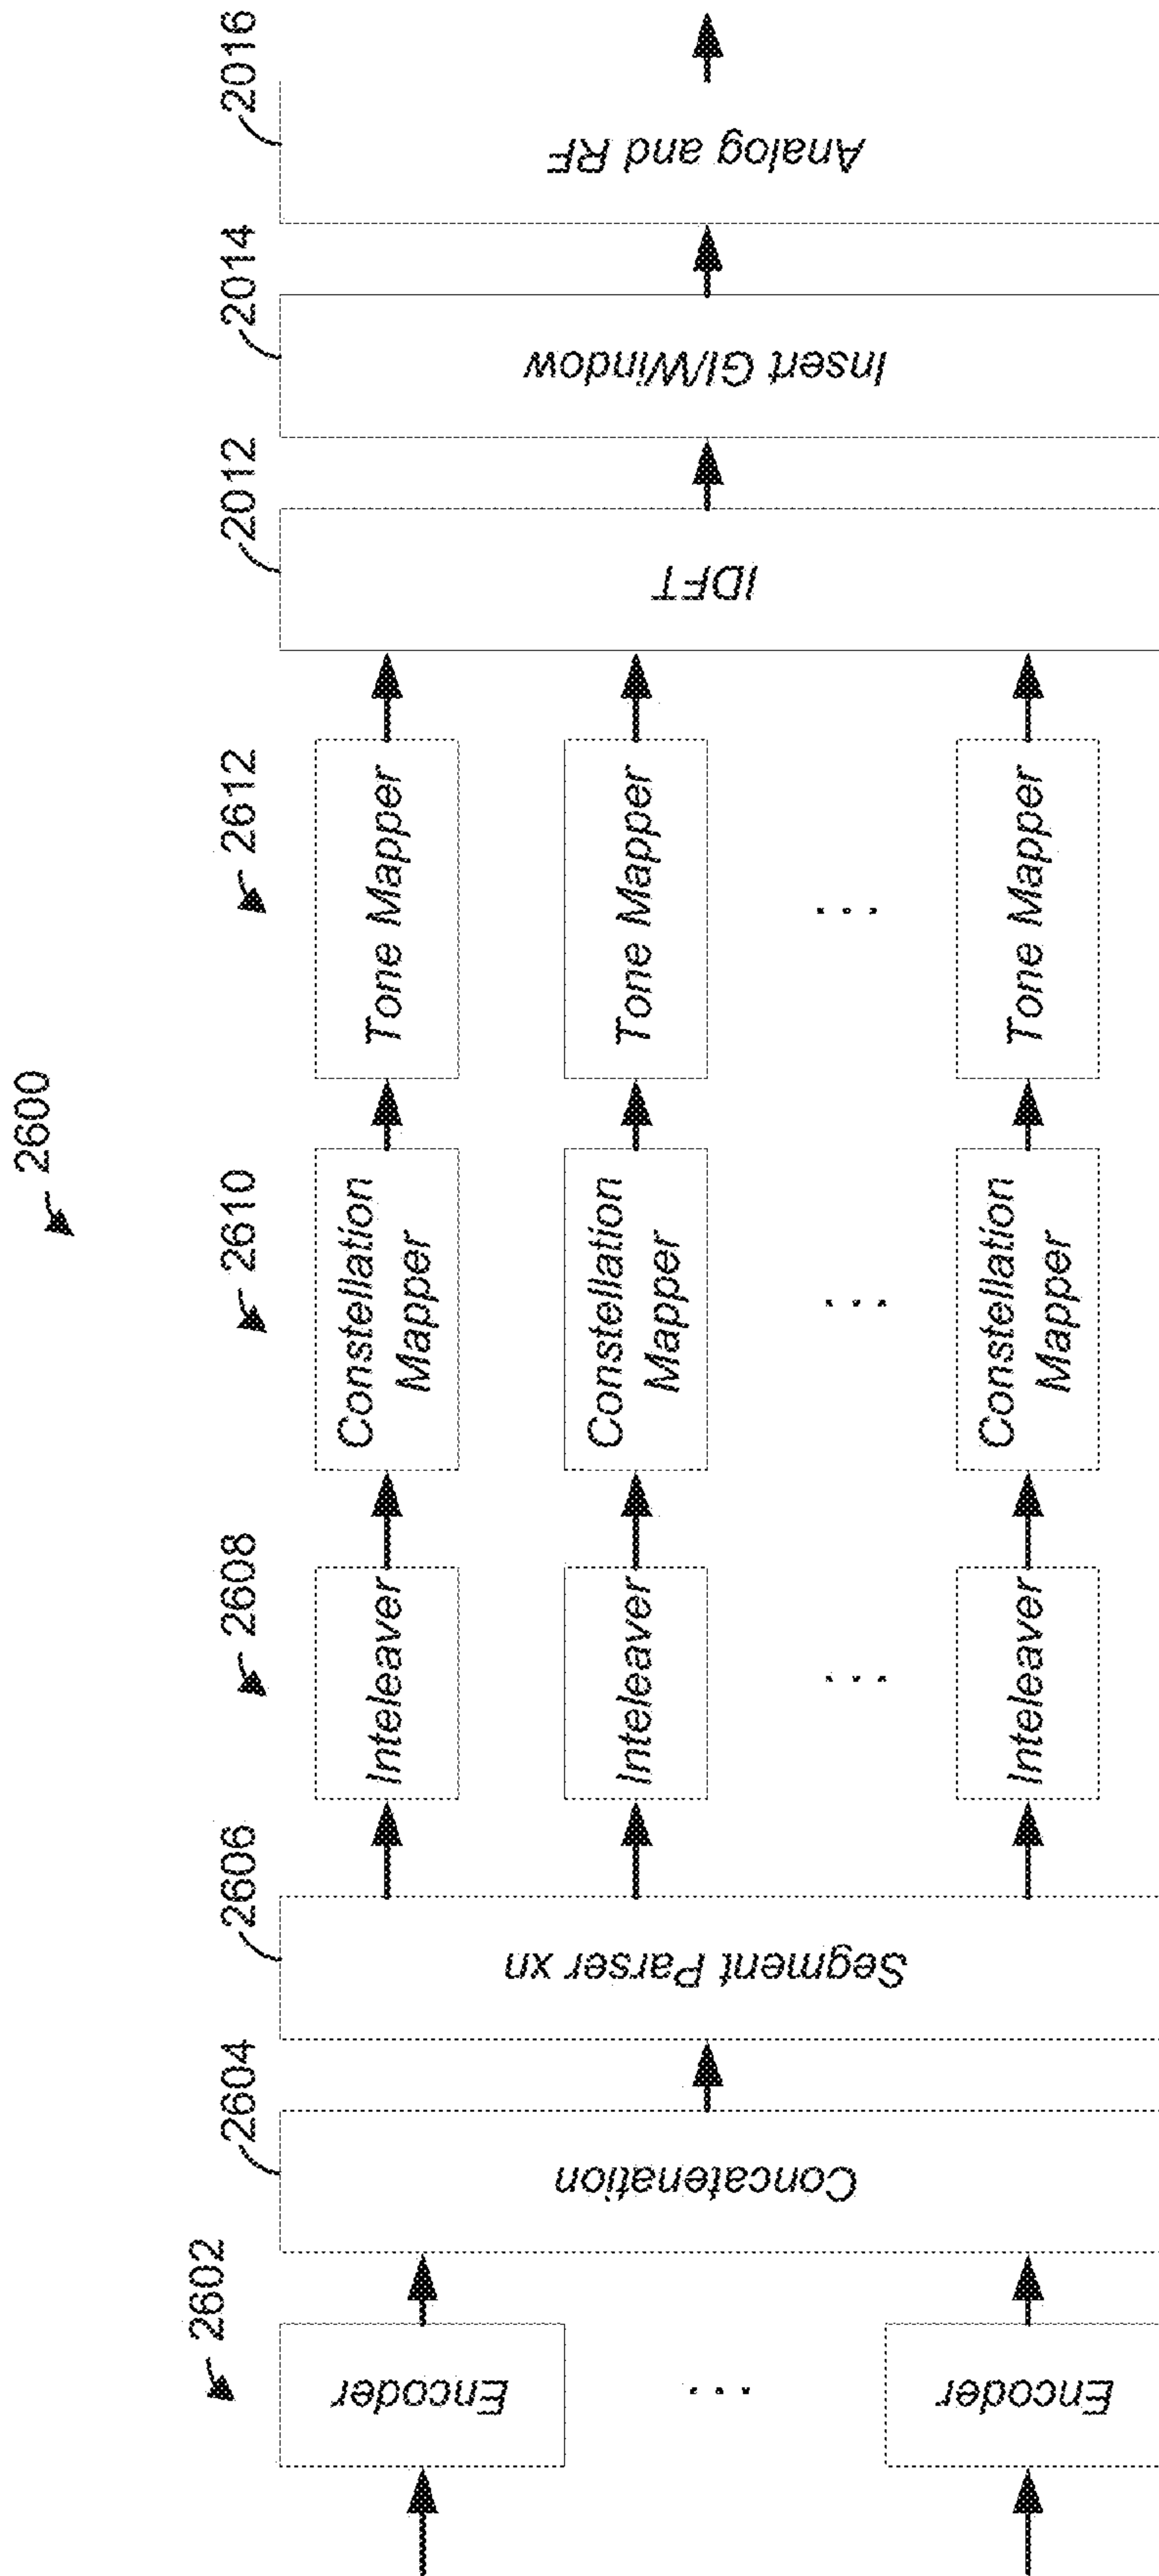 2600
2602
2604
2606
2608
2610
2612
2012
2014
2016
Encoder
Encoder
...
Concatenation
Segment Parser xn
Inteleaver
Inteleaver
...
Inteleaver
Constellation
Mapper
Constellation
Mapper
...
Constellation
Mapper
Tone Mapper
Tone Mapper
...
Tone Mapper
IDFT
Insert GI/Window
Analog and RF